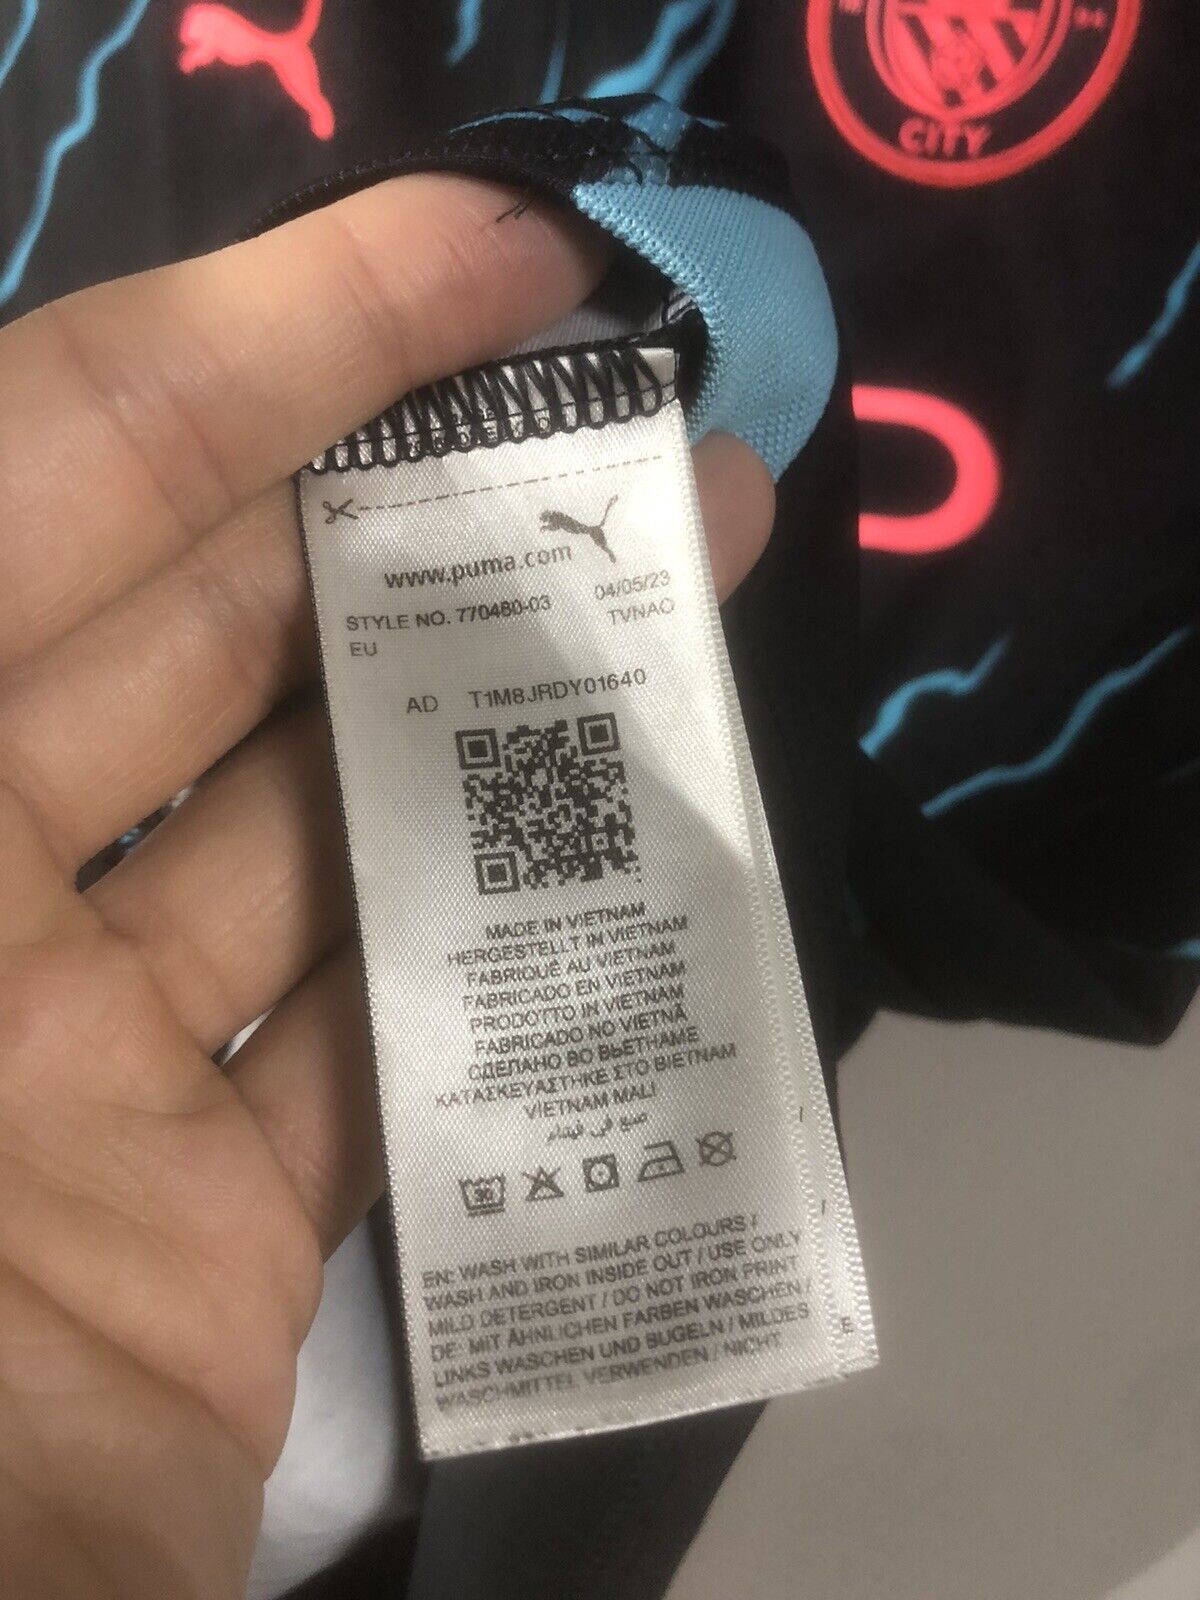 CITY
www.puma.com
STYLE NO. 770460-03 04/05/23
EU TVNAO
AD T1M8JRDY01640
MADE IN VIETNAM
HERGESTELLT IN VIETNAM
FABRIQUÉ AU VIETNAM
FABRICADO EN VIETNAM
PRODOTTO IN VIETNAM
FABRICADO NO VIETNÃ
СДЕЛАНО ВО ВЬЕТНАМЕ
ΚΑΤΑΣΚΕΥΑΣΤΗΚΕ ΣΤΟ ΒΙΕΤΝΑΜ
VIETNAM MALI
صنع في فيتنام
30
EN: WASH WITH SIMILAR COLOURS /
WASH AND IRON INSIDE OUT / USE ONLY
MILD DETERGENT / DO NOT IRON PRINT
DE: MIT ÄHNLICHEN FARBEN WASCHEN /
LINKS WASCHEN UND BÜGELN / MILDES
WASCHMITTEL VERWENDEN / NICHT
E